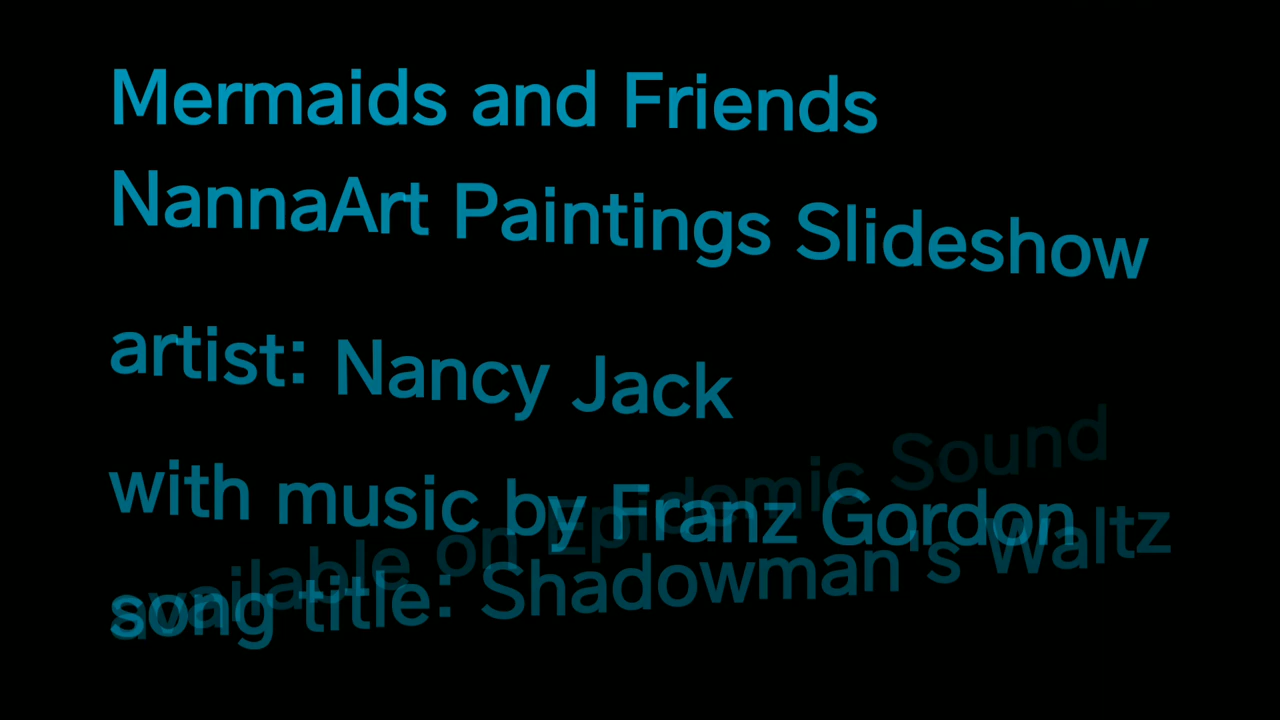 Mermaids and Friends
NannaArt Paintings Slideshow
artist: Nancy Jack
with music by Franz Gordon
song title: Shadowman's Waltz
available on Epidemic Sound